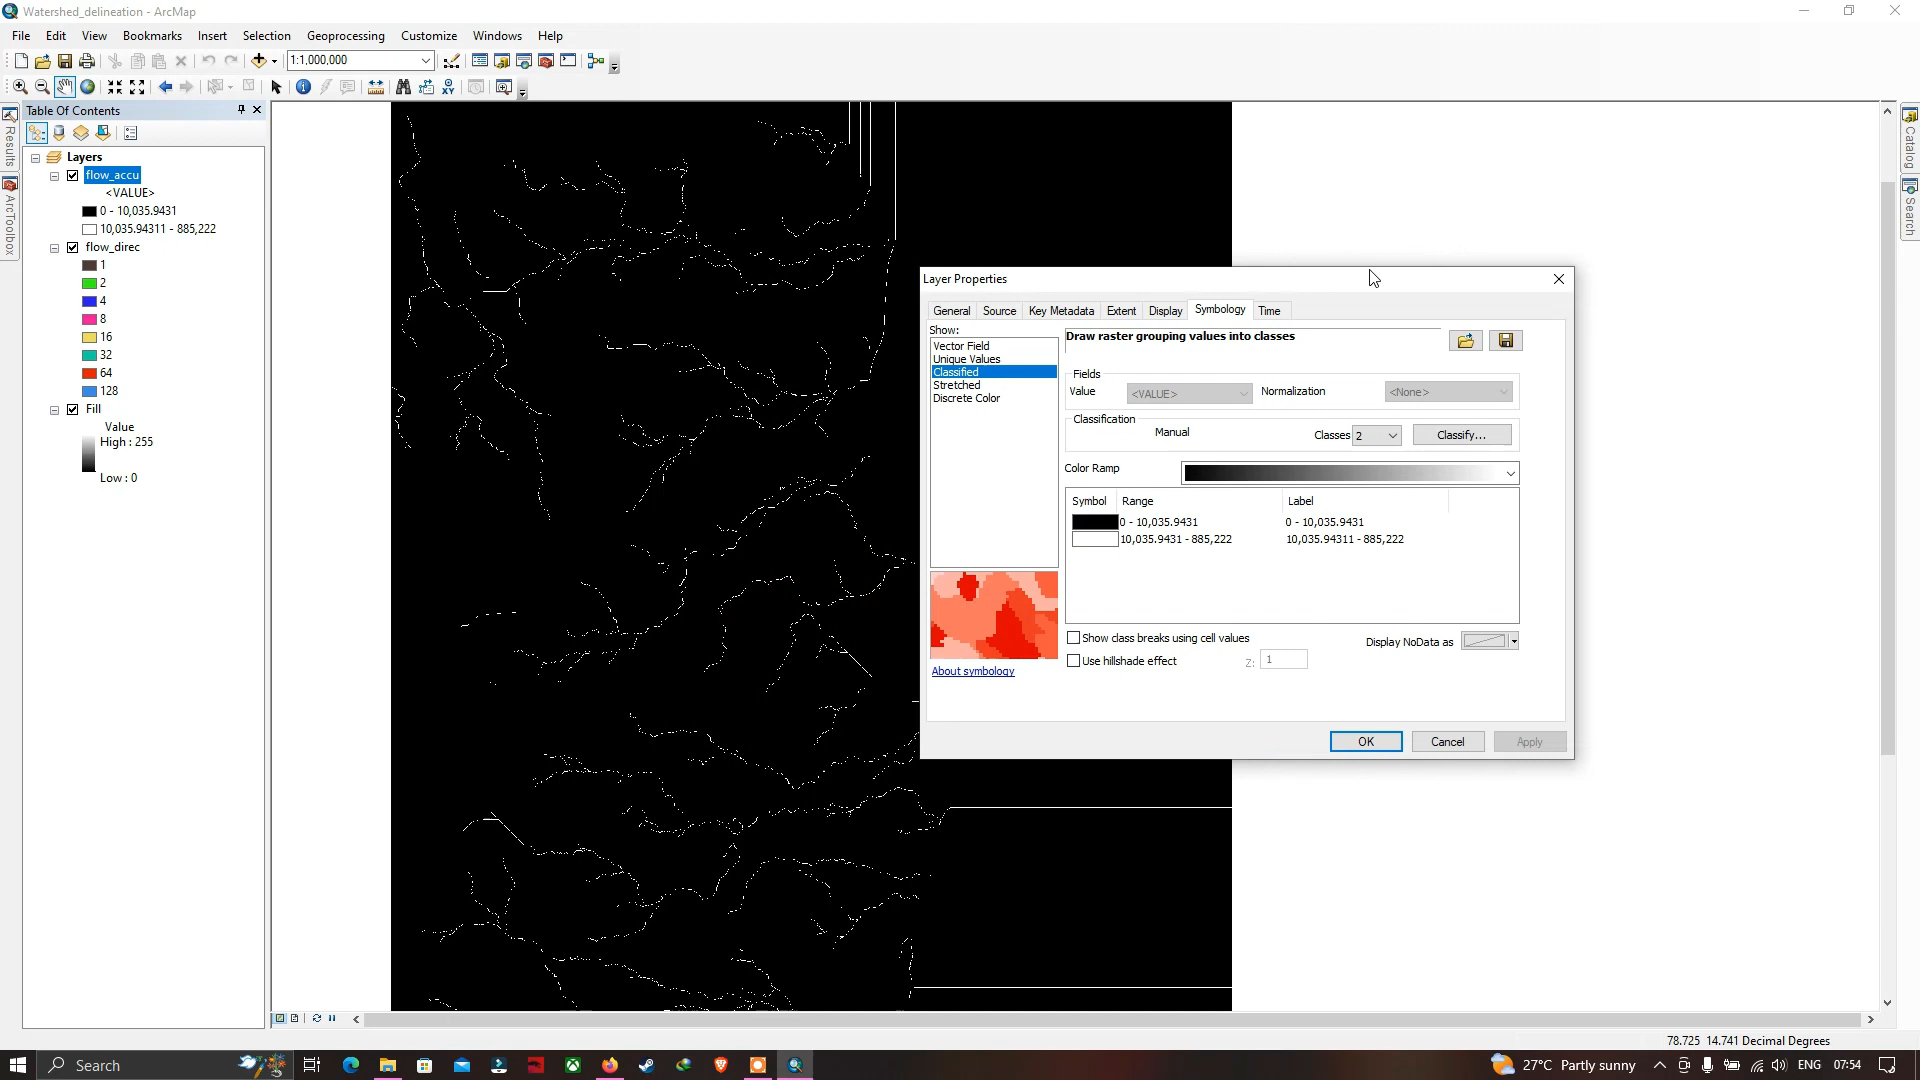 Watershed_delineation - ArcMap
File Edit View Bookmarks Insert Selection Geoprocessing Customize Windows Help
1:1,000,000
Table Of Contents
Results
ArcToolbox
Layers
flow_accu
<VALUE>
0 - 10,035.9431
10,035.94311 - 885,222
flow_direc
1
2
4
8
16
32
64
128
Fill
Value
High : 255
Low : 0
Catalog
Search
Layer Properties
General Source Key Metadata Extent Display Symbology Time
Show:
Vector Field
Unique Values
Classified
Stretched
Discrete Color
About symbology
Draw raster grouping values into classes
Fields
Value <VALUE> Normalization <None>
Classification
Manual Classes 2 Classify...
Color Ramp
Symbol Range Label
0 - 10,035.9431 0 - 10,035.9431
10,035.9431 - 885,222 10,035.94311 - 885,222
Show class breaks using cell values Display NoData as
Use hillshade effect Z: 1
OK Cancel Apply
78.725 14.741 Decimal Degrees
Search 27°C Partly sunny ENG 07:54